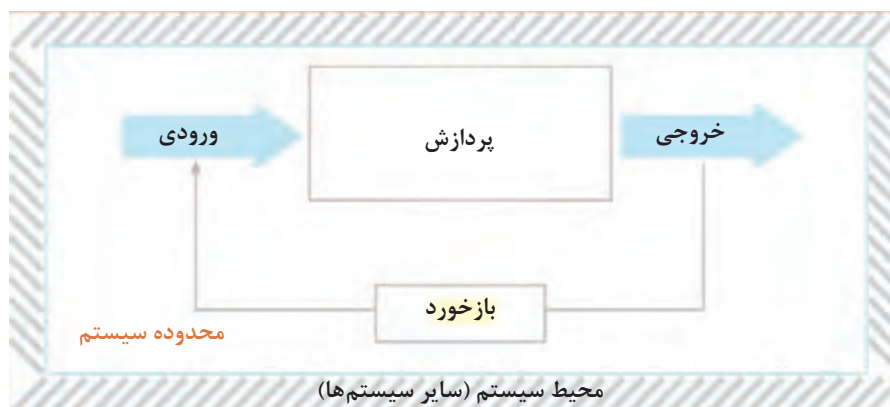 ورودی
پردازش
خروجی
بازخورد
محدوده سیستم
محیط سیستم (سایر سیستم‌ها)